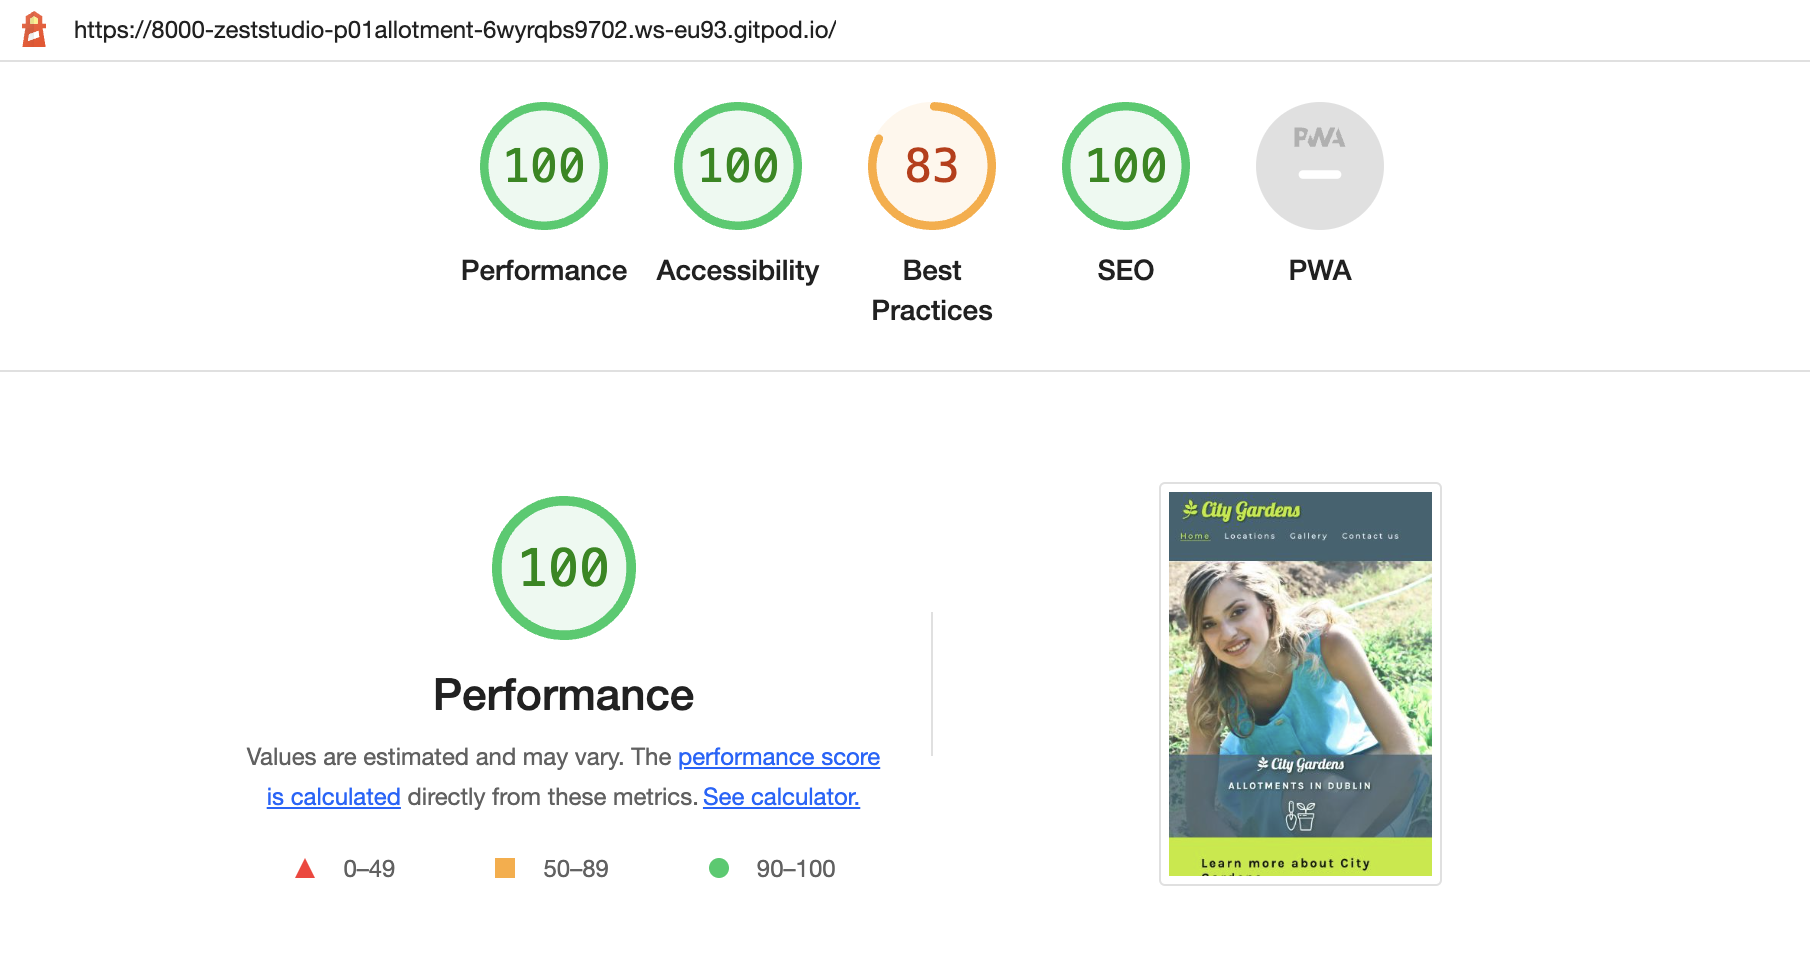 https://8000-zeststudio-p01allotment-6wyrqbs9702.ws-eu93.gitpod.io/
100
100
83
100
PWA
Performance
Accessibility
Best
Practices
SEO
PWA
100
Performance
Values are estimated and may vary. The performance score
is calculated directly from these metrics. See calculator.
0–49
50–89
90–100
City Gardens
Home Locations Gallery Contact us
City Gardens
ALLOTMENTS IN DUBLIN
Learn more about City